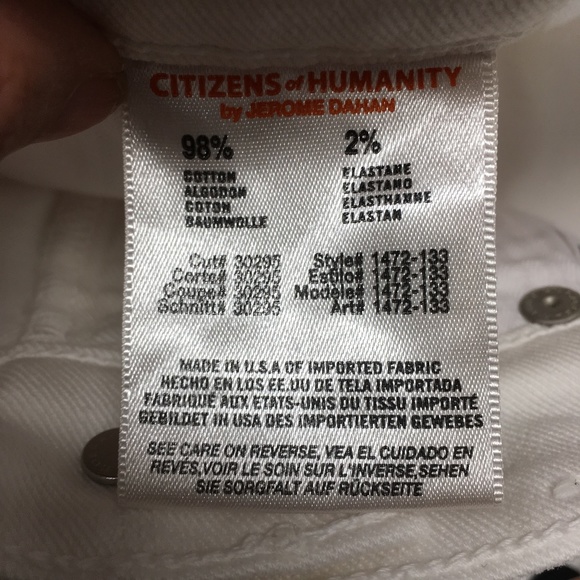 CITIZENS of HUMANITY
by JEROME DAHAN
98% 2%
COTTON ELASTANE
ALGODON ELASTANO
COTON ELASTHANNE
BAUMWOLLE ELASTAN
Cut# 30295 Style# 1472-133
Corte# 30295 Estilo# 1472-133
Coupe# 30295 Modele# 1472-133
Schnitt# 30295 Art# 1472-133
MADE IN U.S.A OF IMPORTED FABRIC
HECHO EN LOS EE.UU DE TELA IMPORTADA
FABRIQUÉ AUX ETATS-UNIS DU TISSU IMPORTÉ
GEBILDET IN USA DES IMPORTIERTEN GEWEBES
SEE CARE ON REVERSE, VEA EL CUIDADO EN
REVES,VOIR LE SOIN SUR L'INVERSE,SEHEN
SIE SORGFALT AUF RÜCKSEITE